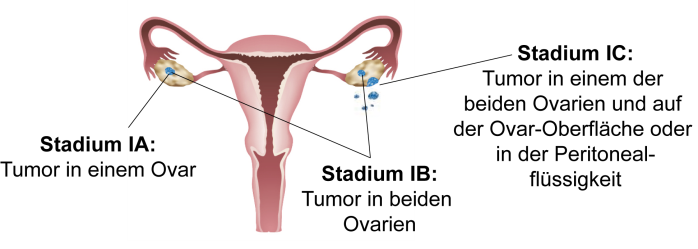 Stadium IA:
Tumor in einem Ovar
Stadium IB:
Tumor in beiden
Ovarien
Stadium IC:
Tumor in einem der
beiden Ovarien und auf
der Ovar-Oberfläche oder
in der Peritoneal-
flüssigkeit